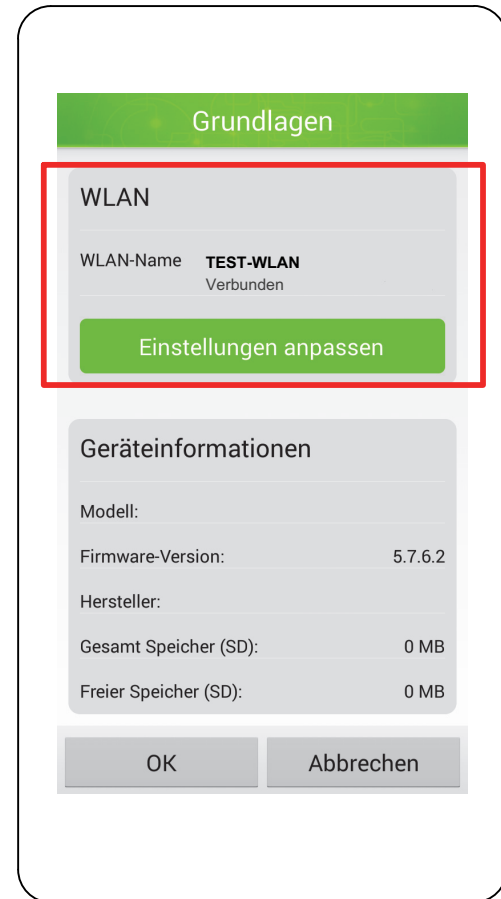 Grundlagen
WLAN
WLAN-Name TEST-WLAN
Verbunden
Einstellungen anpassen
Geräteinformationen
Modell:
Firmware-Version: 5.7.6.2
Hersteller:
Gesamt Speicher (SD): 0 MB
Freier Speicher (SD): 0 MB
OK Abbrechen